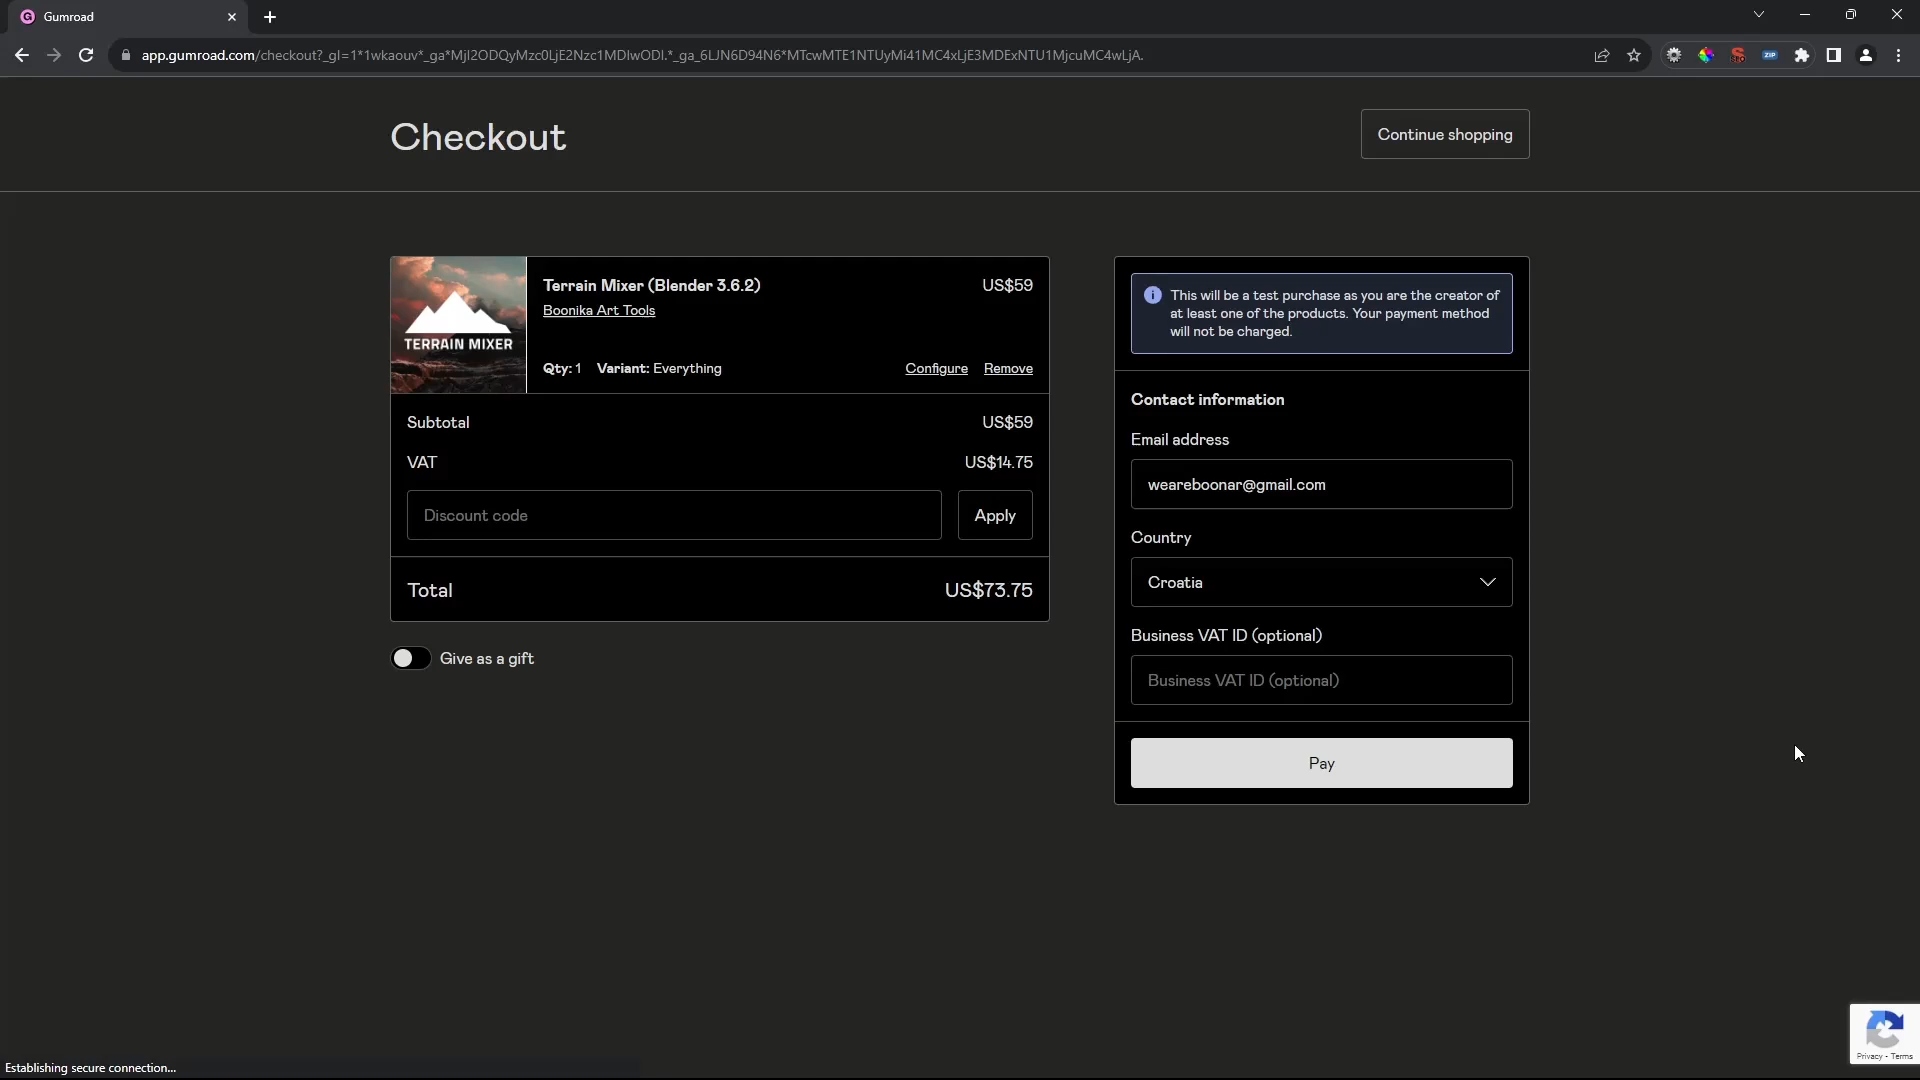 Gumroad
app.gumroad.com/checkout?_gl=1*1wkaouv*_ga*MjI2ODQyMzc0LjE2Nzc1MDIwODI.*_ga_6LJN6D94N6*MTcwMTE1NTUyMi41MC4xLjE3MDExNTU1MjcuMC4wLjA.
ZIP
Checkout
Continue shopping
TERRAIN MIXER
Terrain Mixer (Blender 3.6.2)
US$59
Boonika Art Tools
Qty: 1 Variant: Everything
Configure Remove
Subtotal
US$59
VAT
US$14.75
Discount code
Apply
Total
US$73.75
Give as a gift
This will be a test purchase as you are the creator of
at least one of the products. Your payment method
will not be charged.
Contact information
Email address
weareboonar@gmail.com
Country
Croatia
Business VAT ID (optional)
Business VAT ID (optional)
Pay
Privacy - Terms
Establishing secure connection...